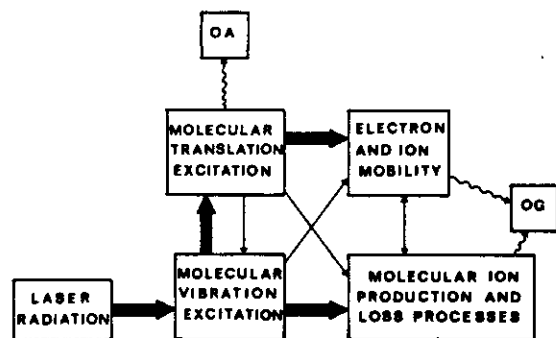 OA
MOLECULAR
TRANSLATION
EXCITATION
ELECTRON
AND ION
MOBILITY
OG
LASER
RADIATION
MOLECULAR
VIBRATION
EXCITATION
MOLECULAR ION
PRODUCTION AND
LOSS PROCESSES